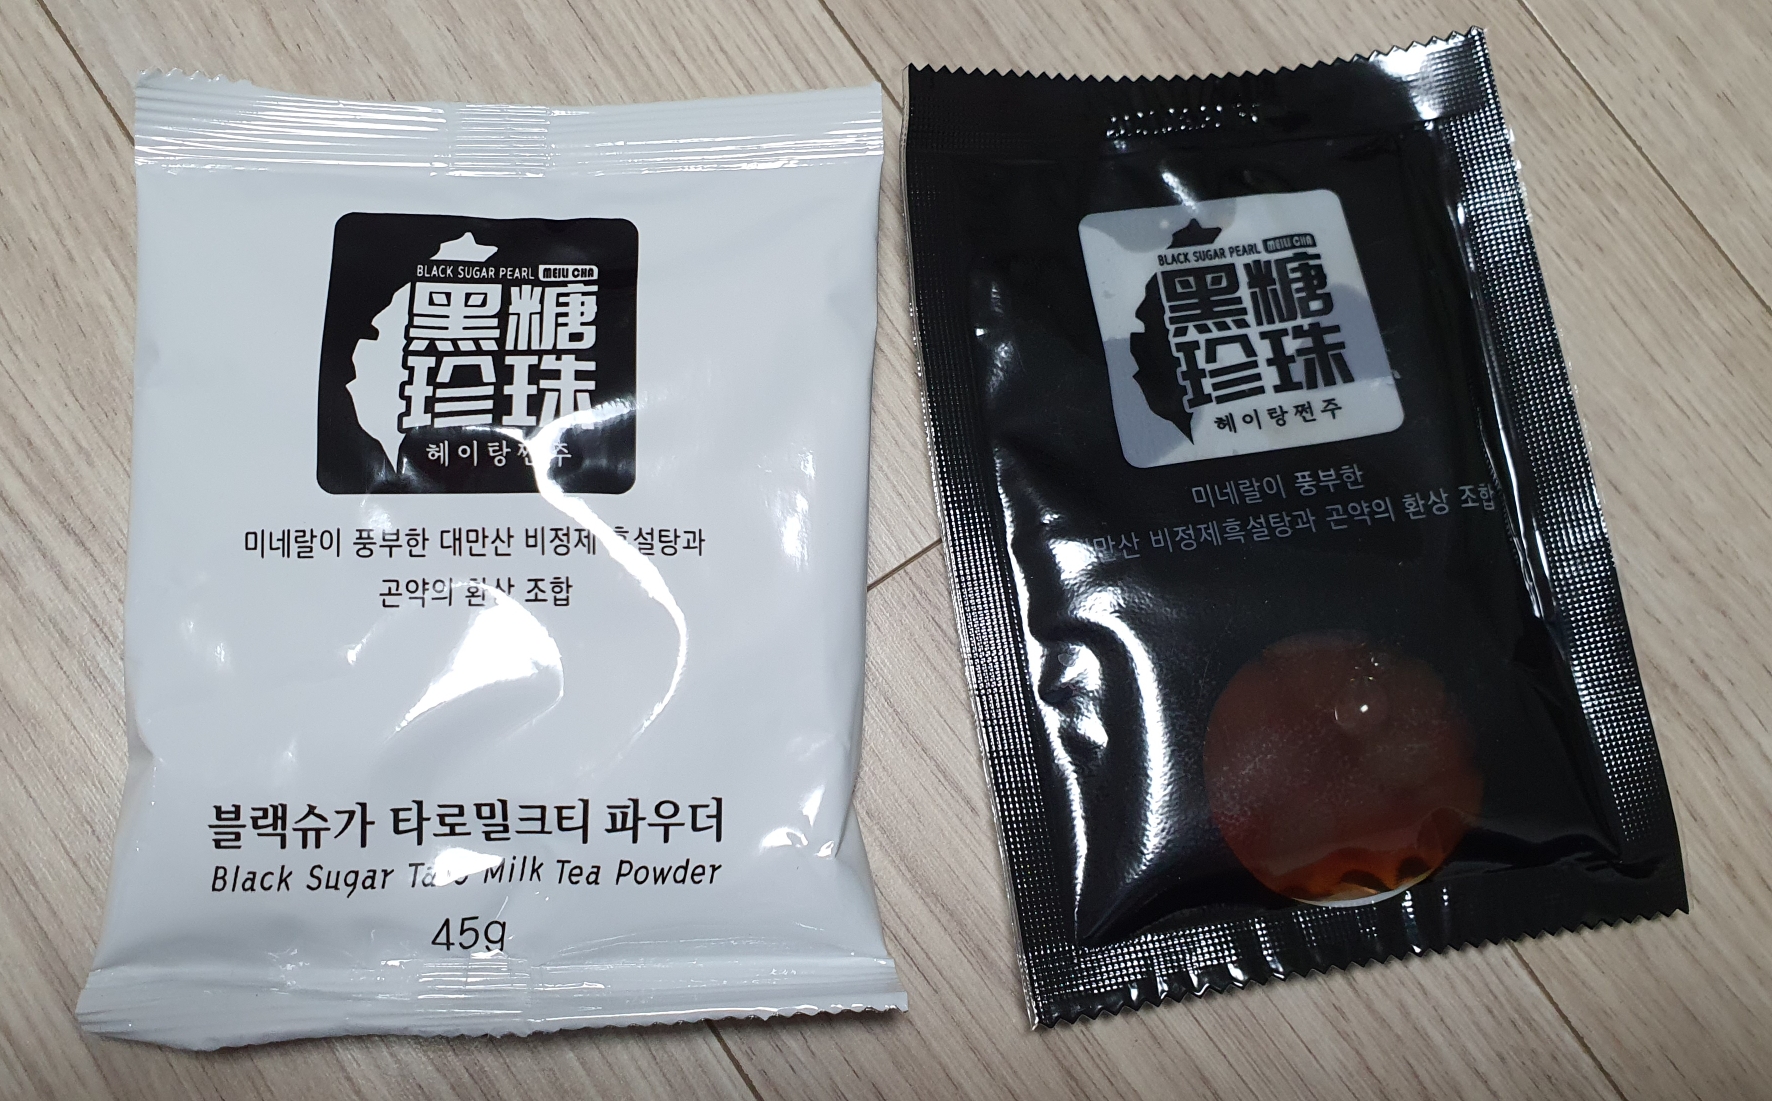 BLACK SUGAR PEARL MEILI CHA
黑糖
珍珠
헤이탕쩐주
미네랄이 풍부한 대만산 비정제 흑설탕과
곤약의 환상 조합
블랙슈가 타로밀크티 파우더
Black Sugar Taro Milk Tea Powder
45g
BLACK SUGAR PEARL MEILI CHA
黑糖
珍珠
헤이탕쩐주
미네랄이 풍부한
대만산 비정제흑설탕과 곤약의 환상 조합